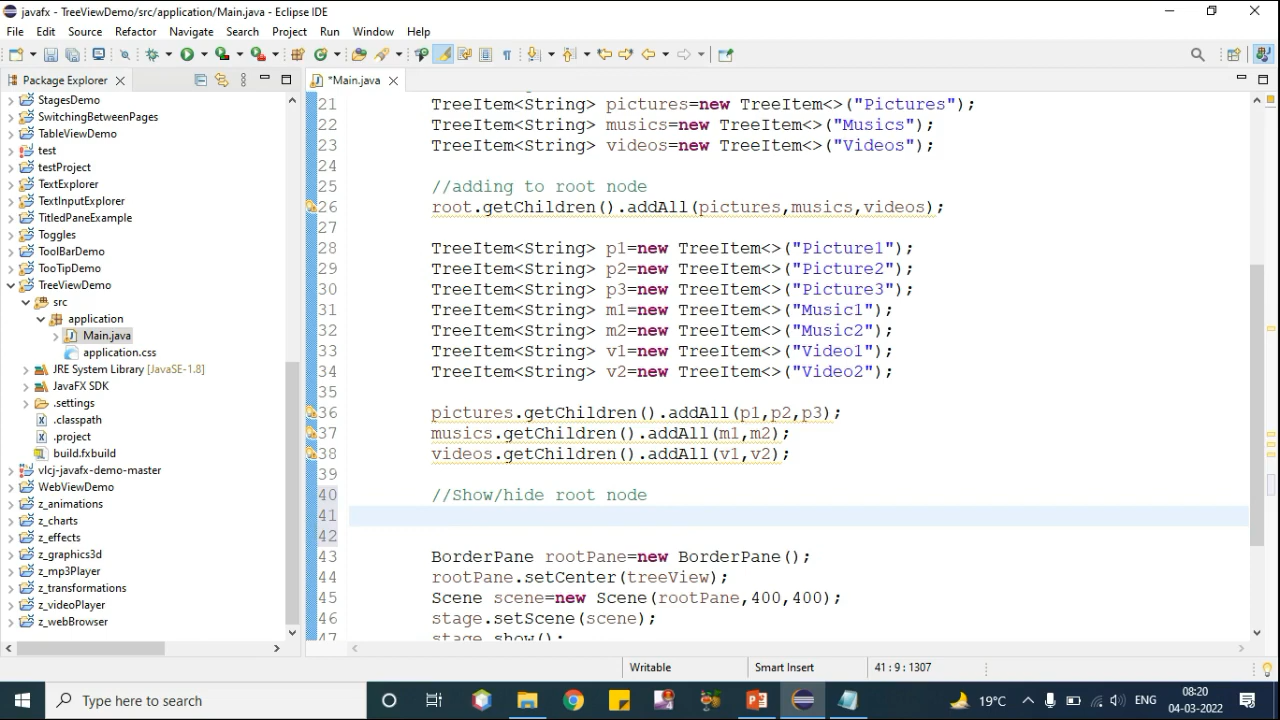 javafx - TreeViewDemo/src/application/Main.java - Eclipse IDE
File Edit Source Refactor Navigate Search Project Run Window Help
Package Explorer
StagesDemo
SwitchingBetweenPages
TableViewDemo
test
testProject
TextExplorer
TextInputExplorer
TitledPaneExample
Toggles
ToolBarDemo
TooTipDemo
TreeViewDemo
src
application
Main.java
application.css
JRE System Library [JavaSE-1.8]
JavaFX SDK
.settings
.classpath
.project
build.fxbuild
vlcj-javafx-demo-master
WebViewDemo
z_animations
z_charts
z_effects
z_graphics3d
z_mp3Player
z_transformations
z_videoPlayer
z_webBrowser
*Main.java
21 TreeItem<String> pictures=new TreeItem<>("Pictures");
22 TreeItem<String> musics=new TreeItem<>("Musics");
23 TreeItem<String> videos=new TreeItem<>("Videos");
24
25 //adding to root node
26 root.getChildren().addAll(pictures,musics,videos);
27
28 TreeItem<String> p1=new TreeItem<>("Picture1");
29 TreeItem<String> p2=new TreeItem<>("Picture2");
30 TreeItem<String> p3=new TreeItem<>("Picture3");
31 TreeItem<String> m1=new TreeItem<>("Music1");
32 TreeItem<String> m2=new TreeItem<>("Music2");
33 TreeItem<String> v1=new TreeItem<>("Video1");
34 TreeItem<String> v2=new TreeItem<>("Video2");
35
36 pictures.getChildren().addAll(p1,p2,p3);
37 musics.getChildren().addAll(m1,m2);
38 videos.getChildren().addAll(v1,v2);
39
40 //Show/hide root node
41
42
43 BorderPane rootPane=new BorderPane();
44 rootPane.setCenter(treeView);
45 Scene scene=new Scene(rootPane,400,400);
46 stage.setScene(scene);
47 stage.show();
Writable Smart Insert 41 : 9 : 1307
Type here to search
19°C ENG 08:20
04-03-2022